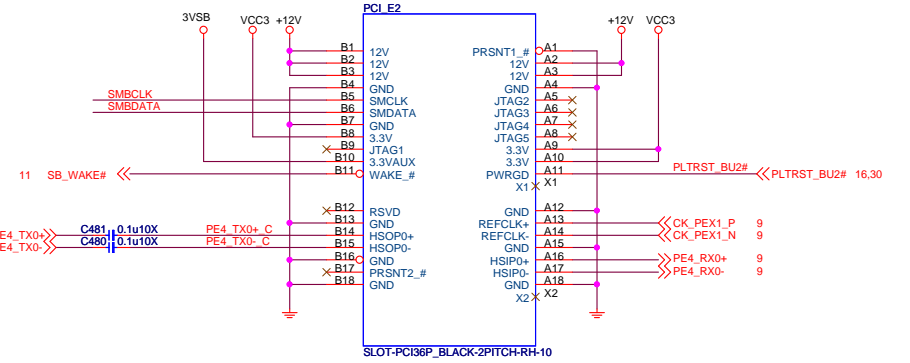 PCI_E2
3VSB VCC3 +12V +12V VCC3
B1 12V PRSNT1_# A1
B2 12V 12V A2
B3 12V 12V A3
B4 GND GND A4
SMBCLK B5 SMCLK JTAG2 A5
SMBDATA B6 SMDATA JTAG3 A6
B7 GND JTAG4 A7
B8 3.3V JTAG5 A8
B9 JTAG1 3.3V A9
B10 3.3VAUX 3.3V A10
11 SB_WAKE# B11 WAKE_# PWRGD A11 PLTRST_BU2# PLTRST_BU2# 16,30
X1 X1
B12 RSVD GND A12
B13 GND REFCLK+ A13 CK_PEX1_P 9
PE4_TX0+ C481 0.1u10X PE4_TX0+_C B14 HSOP0+ REFCLK- A14 CK_PEX1_N 9
PE4_TX0- C480 0.1u10X PE4_TX0-_C B15 HSOP0- GND A15
B16 GND HSIP0+ A16 PE4_RX0+ 9
B17 PRSNT2_# HSIP0- A17 PE4_RX0- 9
B18 GND GND A18
X2 X2
SLOT-PCI36P_BLACK-2PITCH-RH-10